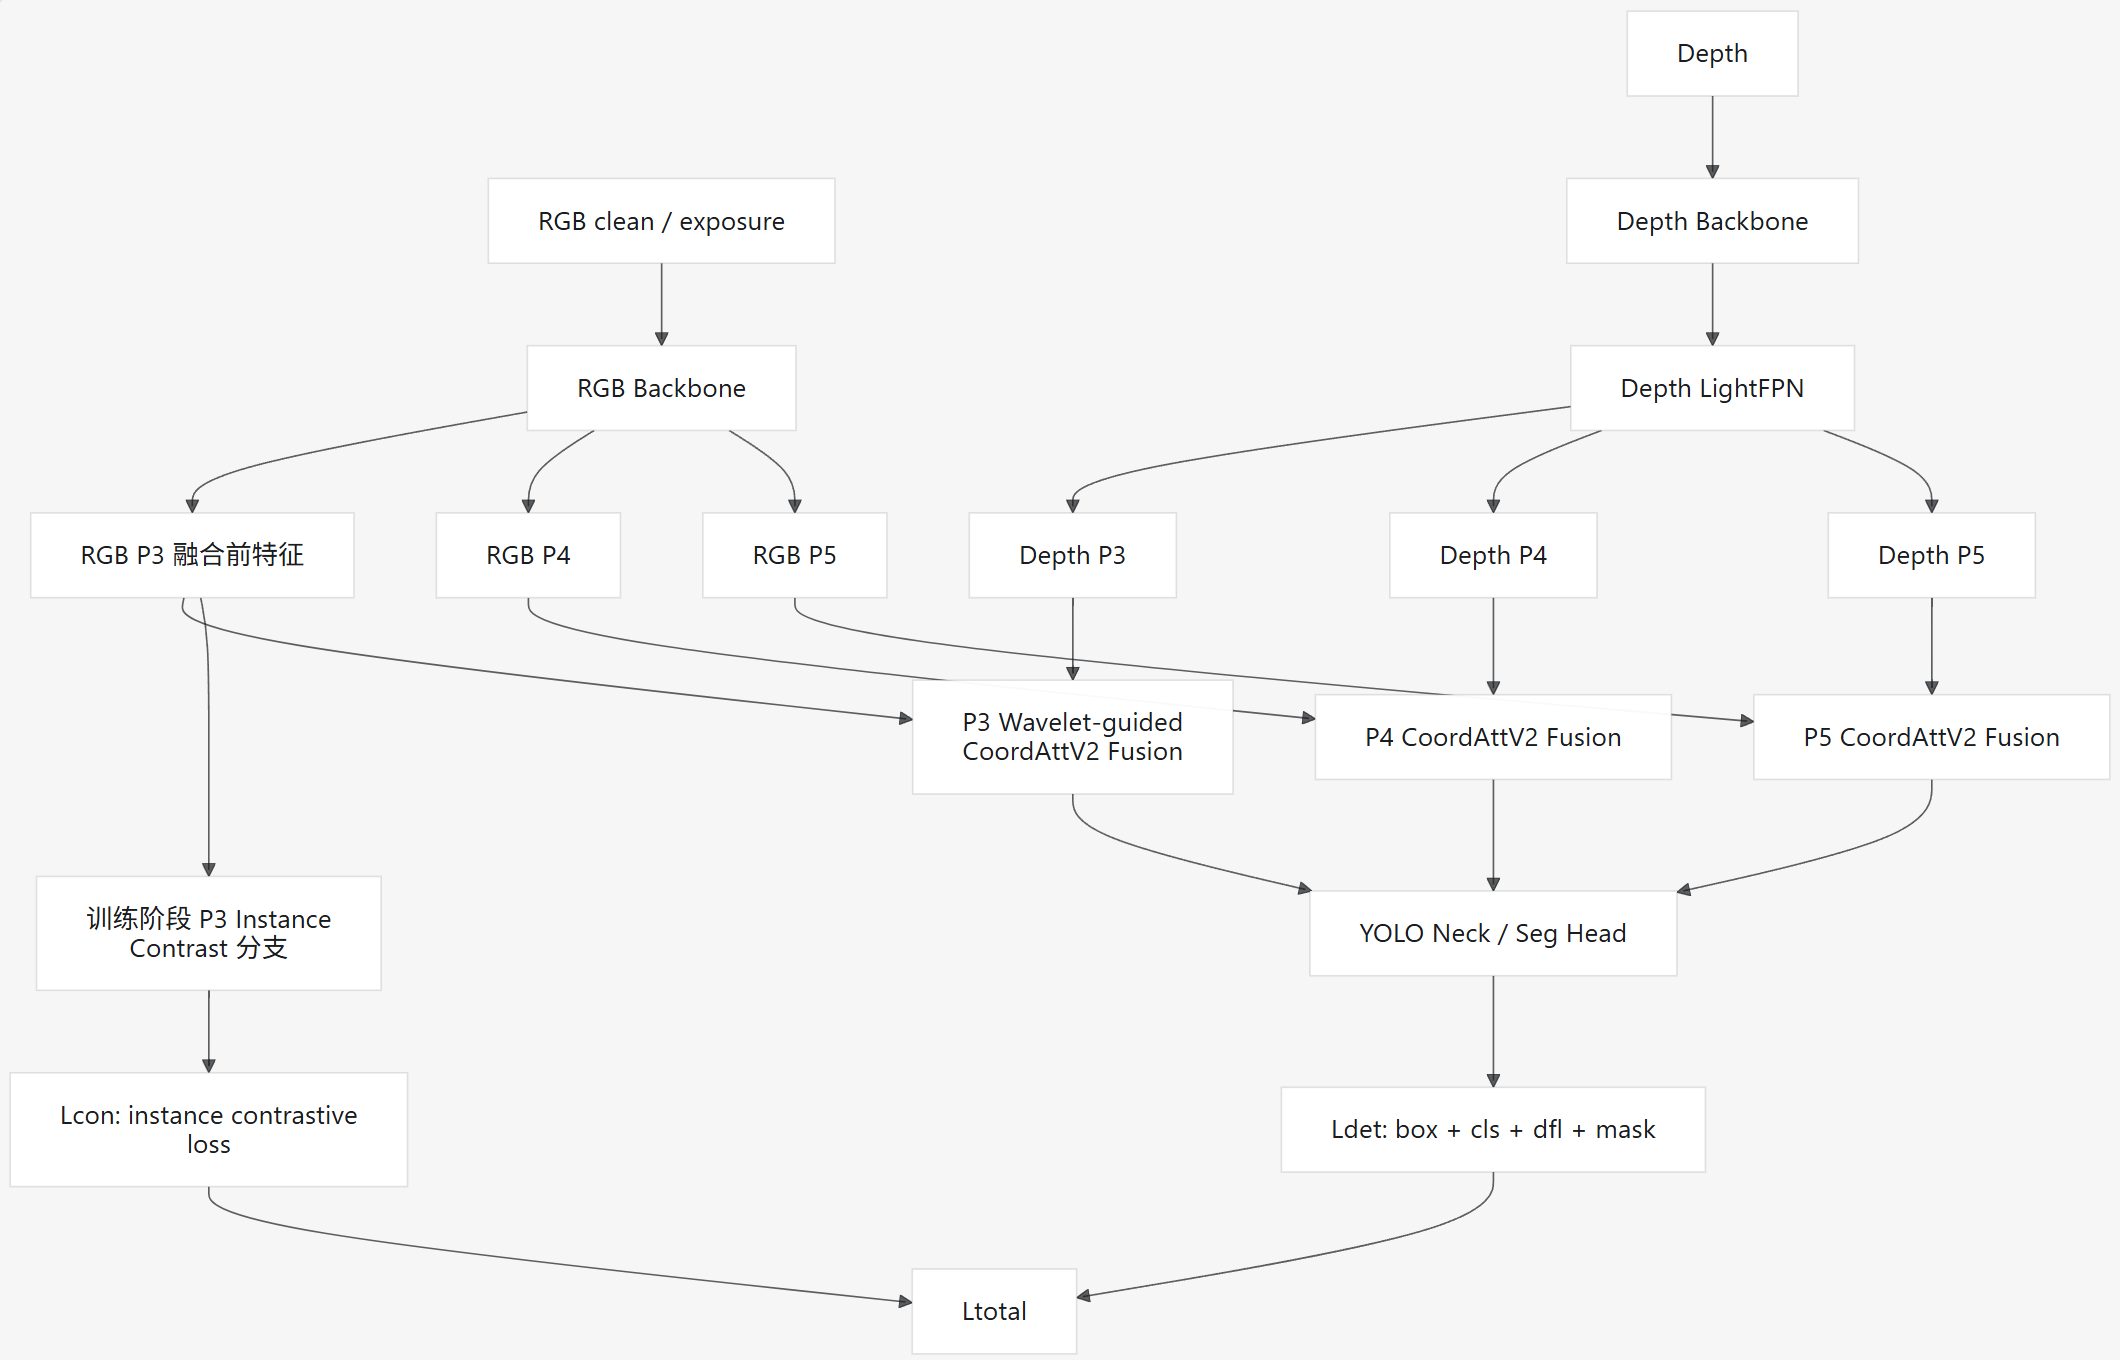 Depth
RGB clean / exposure
Depth Backbone
RGB Backbone
Depth LightFPN
RGB P3 融合前特征
RGB P4
RGB P5
Depth P3
Depth P4
Depth P5
P3 Wavelet-guided
CoordAttV2 Fusion
P4 CoordAttV2 Fusion
P5 CoordAttV2 Fusion
训练阶段 P3 Instance
Contrast 分支
YOLO Neck / Seg Head
Lcon: instance contrastive
loss
Ldet: box + cls + dfl + mask
Ltotal